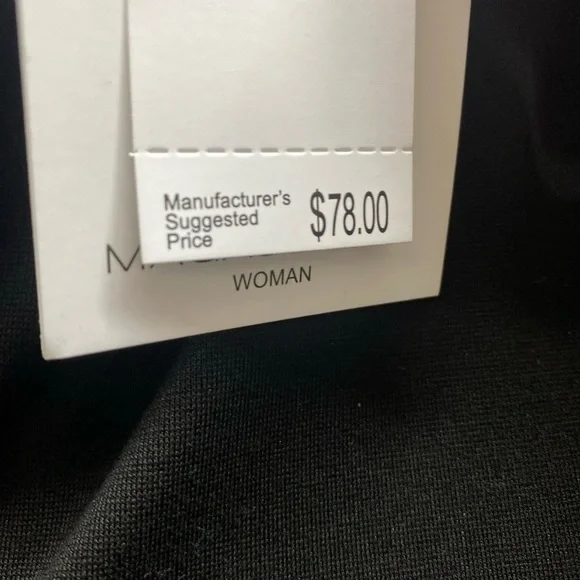 Manufacturer's
Suggested
Price
$78.00
WOMAN